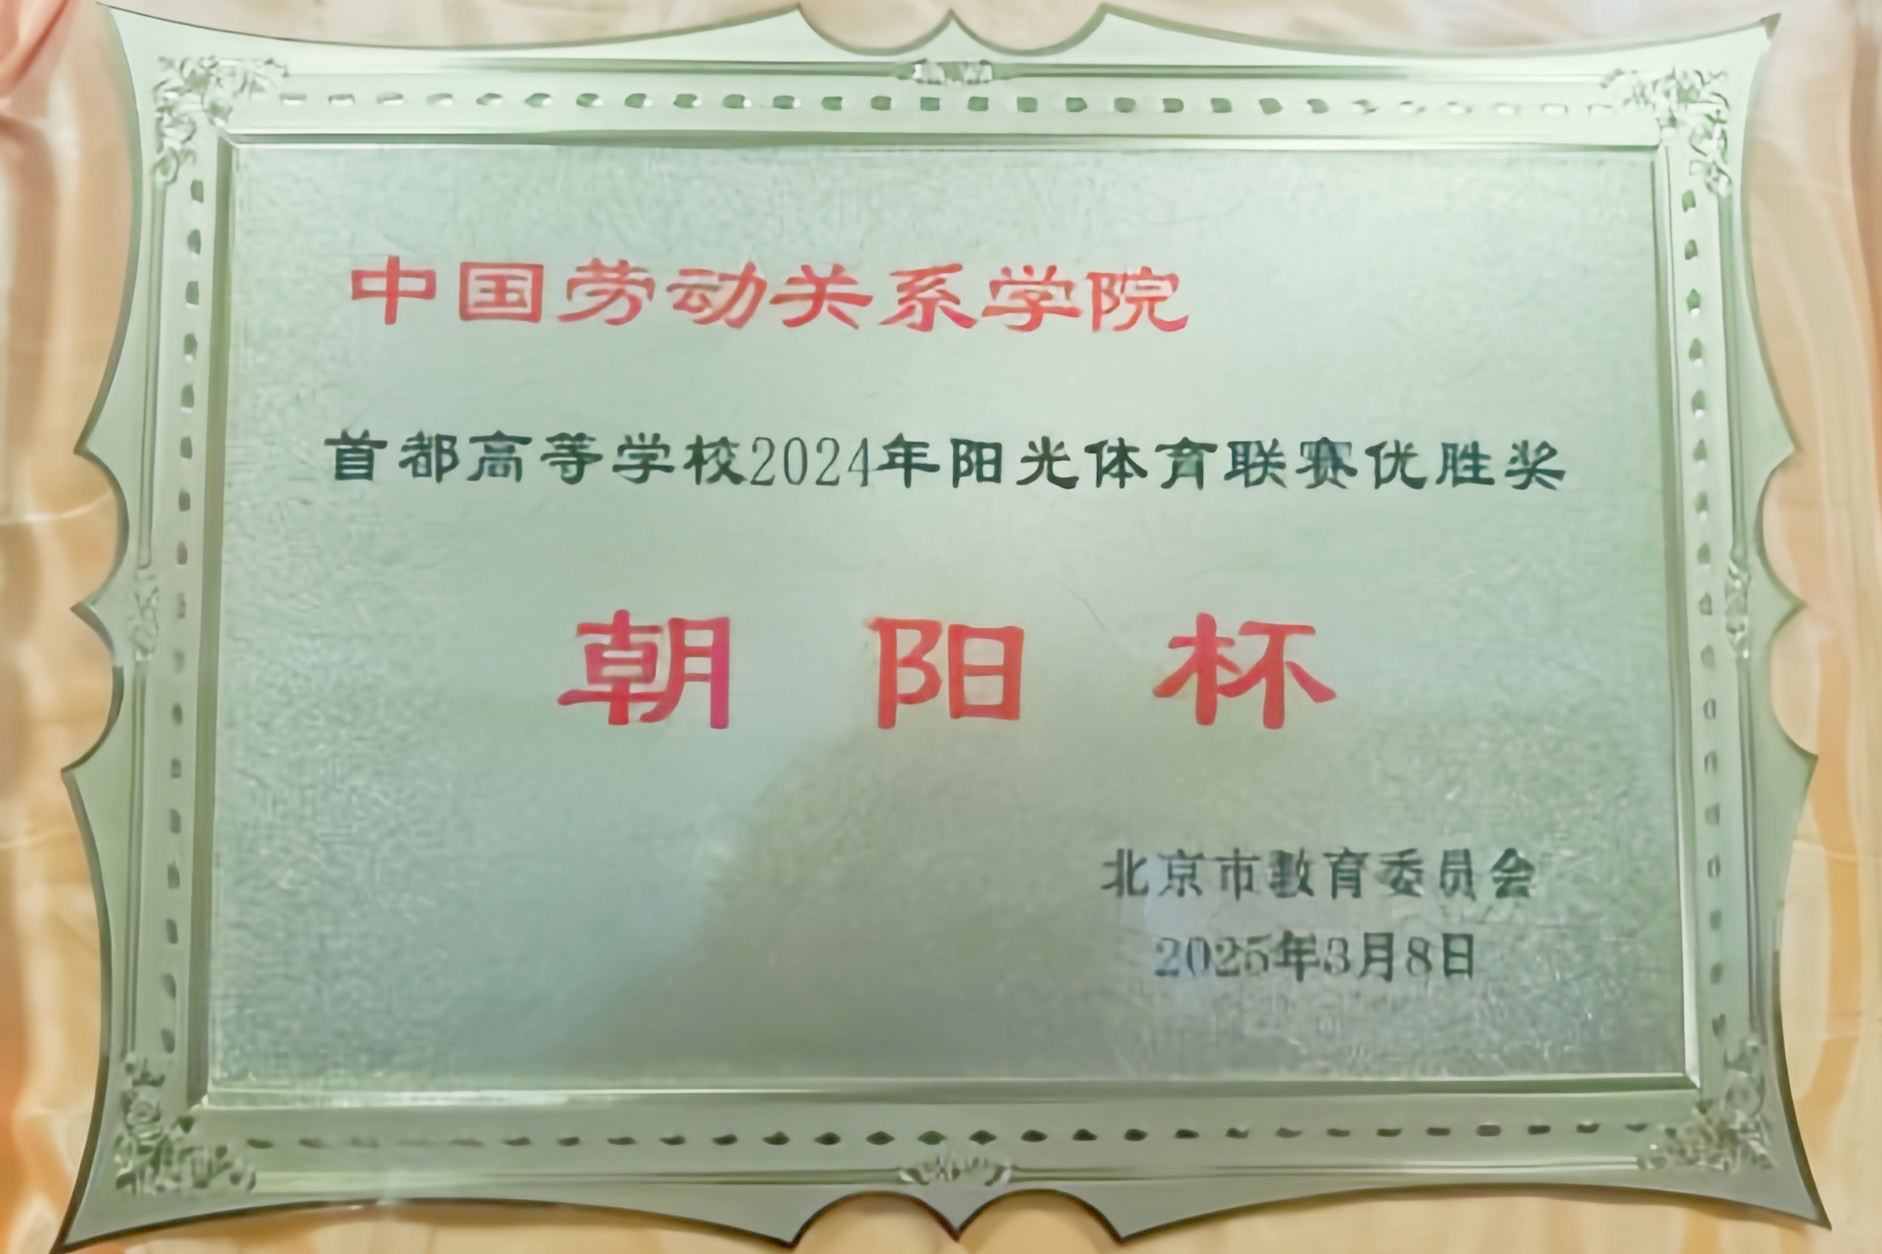 中国劳动关系学院
首都高等学校2024年阳光体育联赛优胜奖
朝阳杯
北京市教育委员会
2025年3月8日